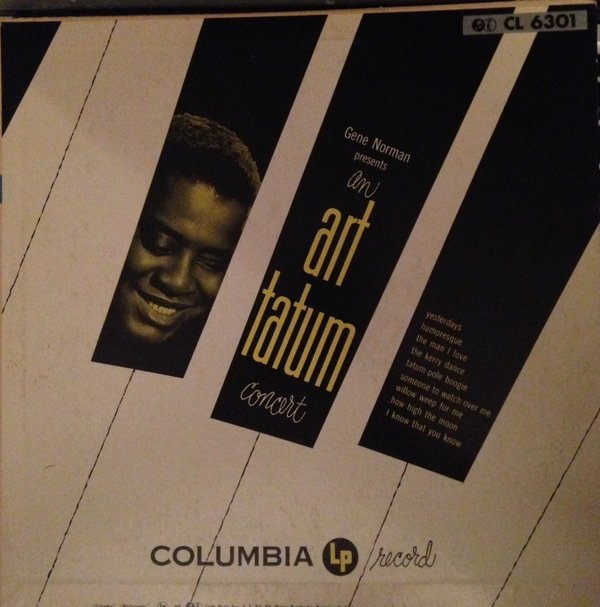 CL 6301
Gene Norman
presents
an
art
tatum
concert
yesterdays
humoresque
the man I love
the kerry dance
tatum pole boogie
someone to watch over me
willow weep for me
how high the moon
I know that you know
COLUMBIA Lp record